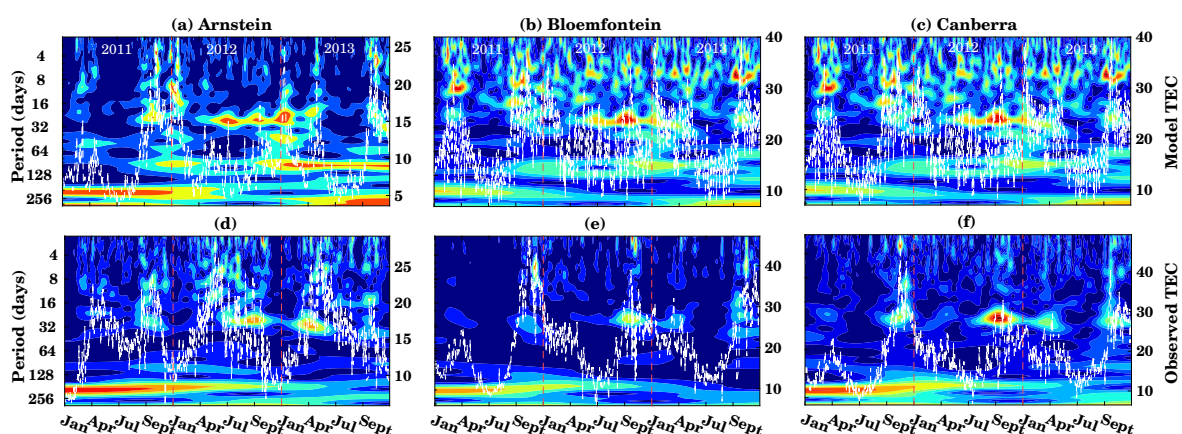 (a) Arnstein (b) Bloemfontein (c) Canberra
2011 2012 2013 2011 2012 2013 2011 2012 2013
4 8 16 32 64 128 256
Period (days)
25 20 15 10 5
40 30 20 10
40 30 20 10
Model TEC
(d) (e) (f)
4 8 16 32 64 128 256
Period (days)
25 20 15 10
40 30 20 10
40 30 20 10
Observed TEC
Jan Apr Jul Sept Jan Apr Jul Sept Jan Apr Jul Sept Jan Apr Jul Sept Jan Apr Jul Sept Jan Apr Jul Sept Jan Apr Jul Sept Jan Apr Jul Sept Jan Apr Jul Sept